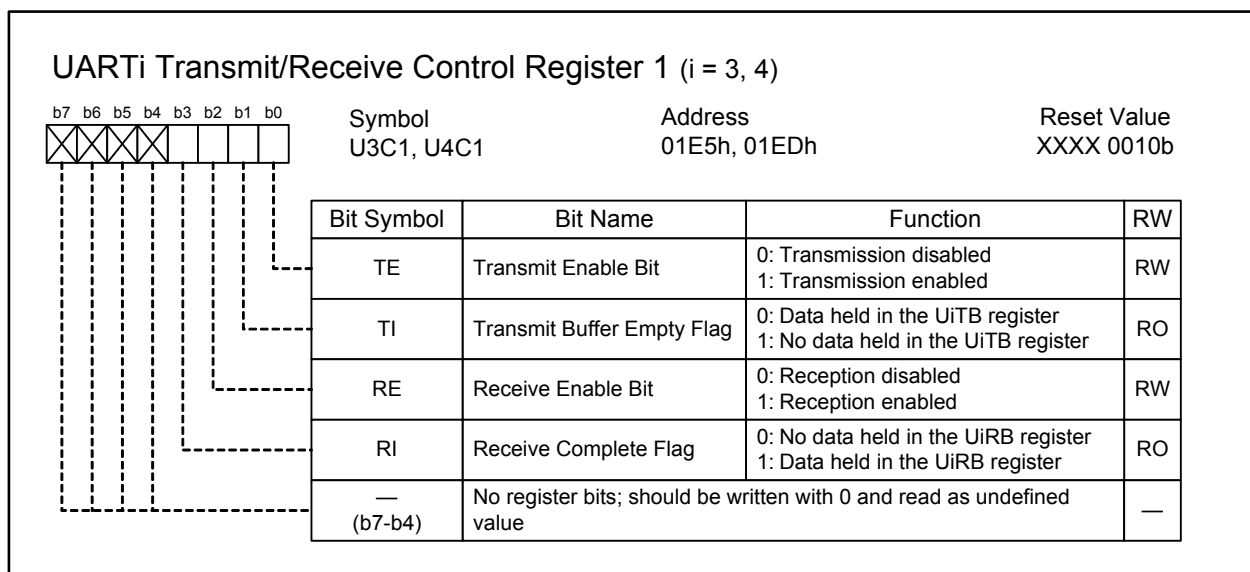 UARTi Transmit/Receive Control Register 1 (i = 3, 4)
b7 b6 b5 b4 b3 b2 b1 b0
Symbol Address Reset Value
U3C1, U4C1 01E5h, 01EDh XXXX 0010b
Bit Symbol Bit Name Function RW
TE Transmit Enable Bit 0: Transmission disabled
1: Transmission enabled RW
TI Transmit Buffer Empty Flag 0: Data held in the UiTB register
1: No data held in the UiTB register RO
RE Receive Enable Bit 0: Reception disabled
1: Reception enabled RW
RI Receive Complete Flag 0: No data held in the UiRB register
1: Data held in the UiRB register RO
— No register bits; should be written with 0 and read as undefined
(b7-b4) value —